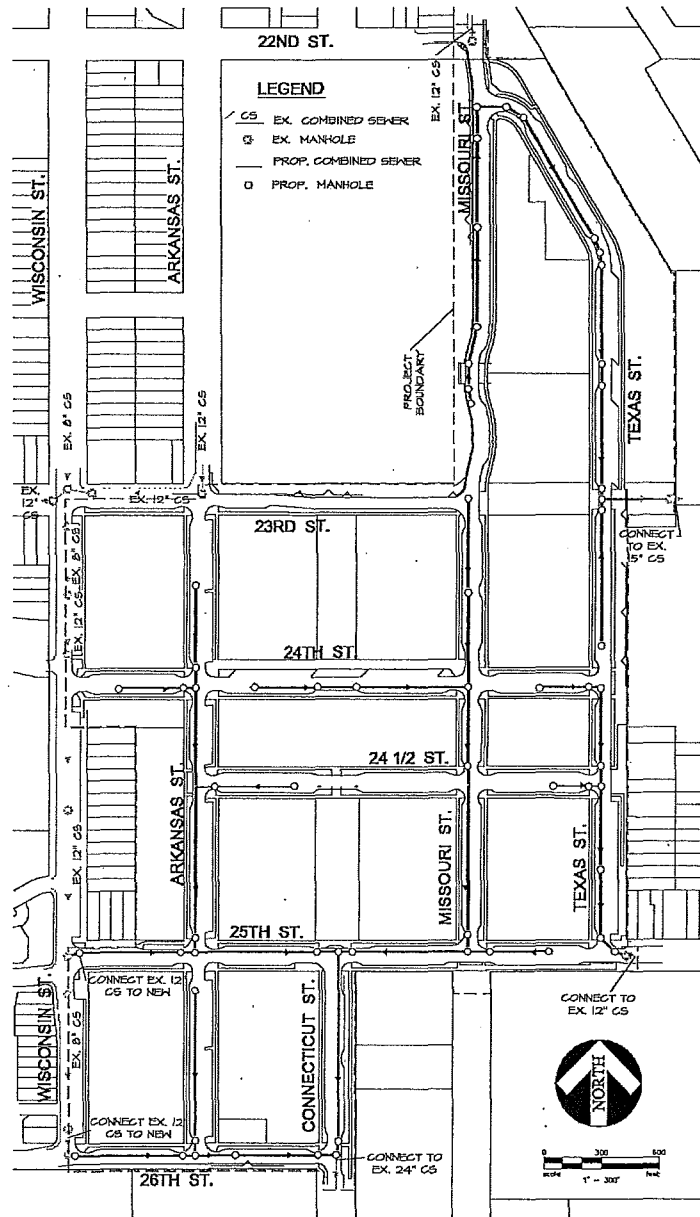 22ND ST.
LEGEND
CS EX. COMBINED SEWER
EX. MANHOLE
PROP. COMBINED SEWER
PROP. MANHOLE
EX. 12" CS
MISSOURI ST.
WISCONSIN ST.
ARKANSAS ST.
PROJECT
BOUNDARY
TEXAS ST.
EX. 8" CS
EX. 12" CS
EX.
12"
CS
EX. 12" CS
23RD ST.
CONNECT
TO EX.
15" CS
EX. 12" CS
EX. 8" CS
24TH ST.
24 1/2 ST.
ARKANSAS ST.
MISSOURI ST.
TEXAS ST.
EX. 12" CS
25TH ST.
CONNECT EX. 12
CS TO NEW
WISCONSIN ST.
EX. 8" CS
CONNECTICUT ST.
CONNECT TO
EX. 12" CS
NORTH
CONNECT EX. 12
CS TO NEW
CONNECT TO
EX. 24" CS
26TH ST.
0 300 600
scale feet
1" = 300'